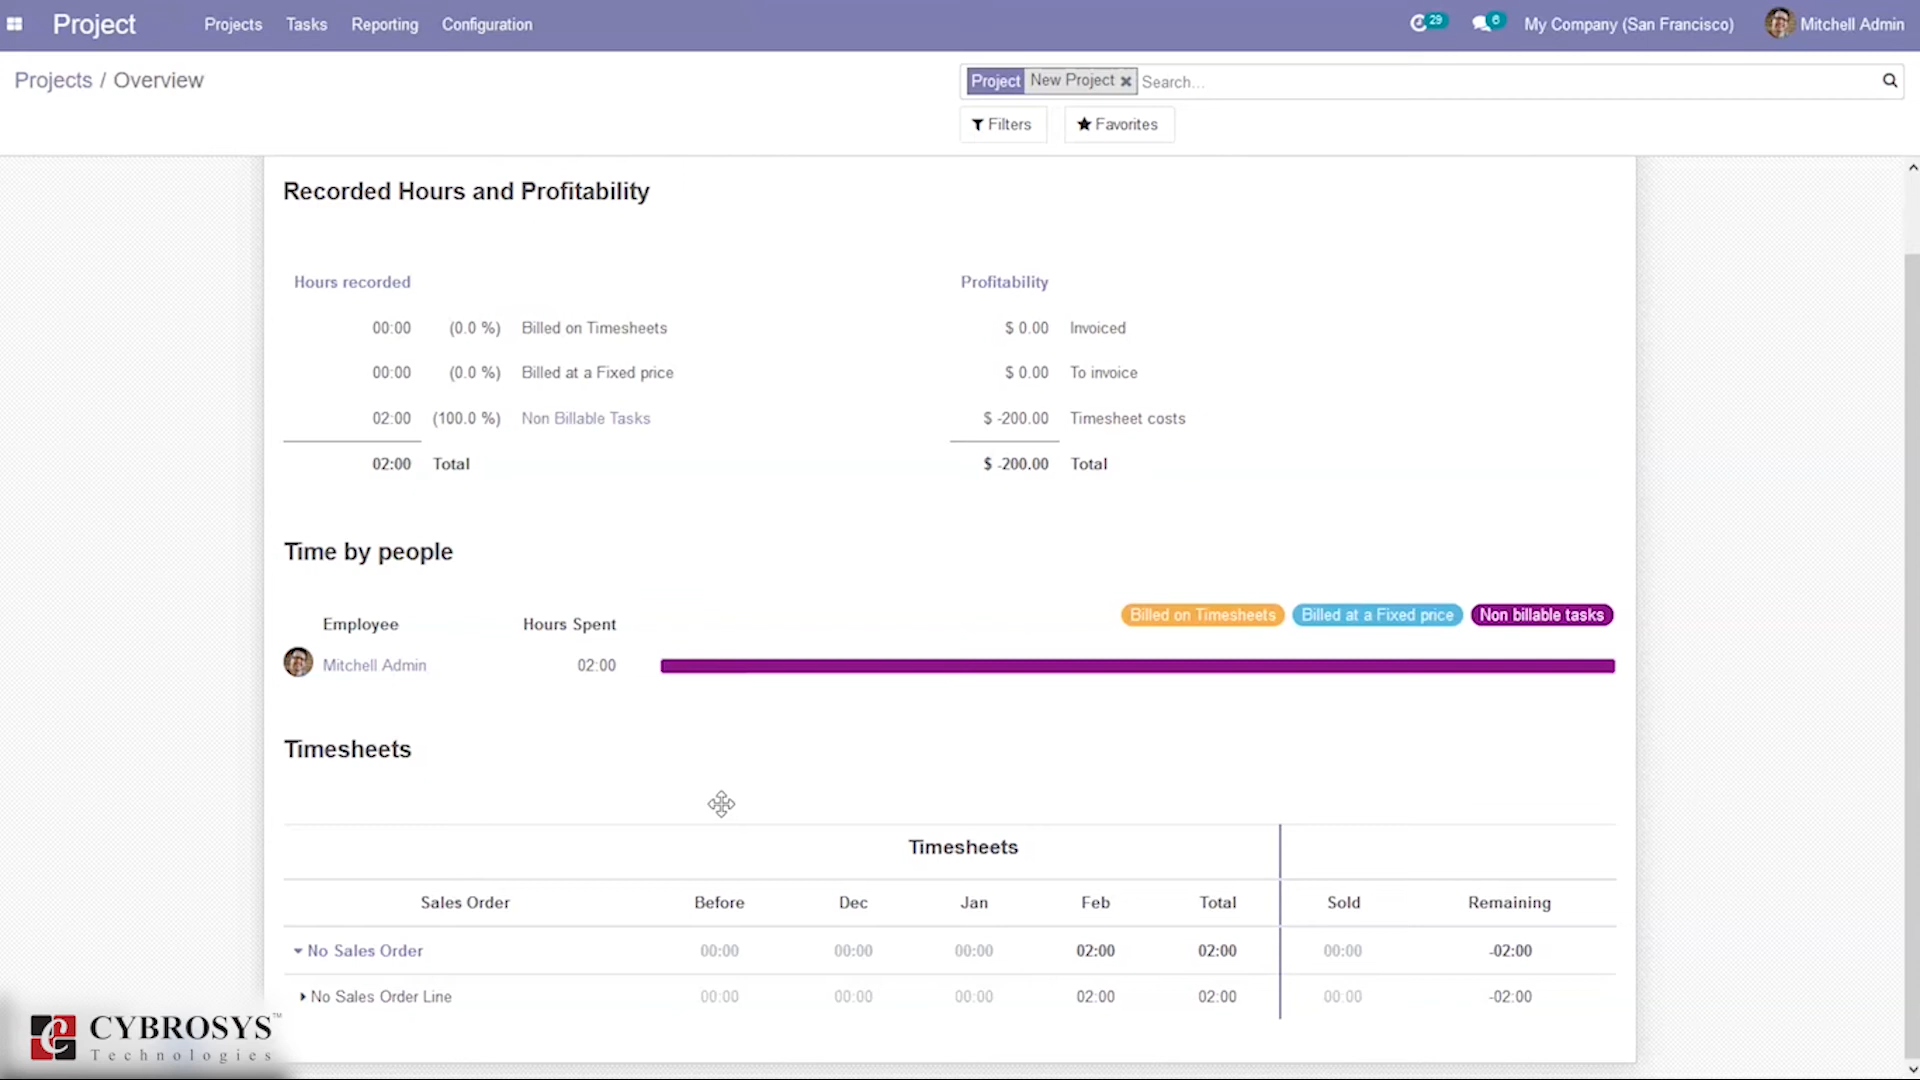 Project Projects Tasks Reporting Configuration 29 6 My Company (San Francisco) Mitchell Admin
Projects / Overview
Project New Project Search...
Filters Favorites
Recorded Hours and Profitability
Hours recorded Profitability
00:00 (0.0 %) Billed on Timesheets $ 0.00 Invoiced
00:00 (0.0 %) Billed at a Fixed price $ 0.00 To invoice
02:00 (100.0 %) Non Billable Tasks $ -200.00 Timesheet costs
02:00 Total $ -200.00 Total
Time by people
Billed on Timesheets Billed at a Fixed price Non billable tasks
Employee Hours Spent
Mitchell Admin 02:00
Timesheets
Timesheets
Sales Order Before Dec Jan Feb Total Sold Remaining
No Sales Order 00:00 00:00 00:00 02:00 02:00 00:00 -02:00
No Sales Order Line 00:00 00:00 00:00 02:00 02:00 00:00 -02:00
CYBROSYS™
Technologies